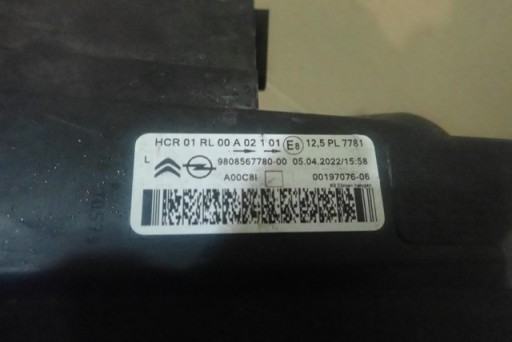 HCR 01 RL 00 A 02 1 01 E8 12,5 PL 7781
L
9808567780-00 05.04.2022/15:58
A00C8I 00197076-06